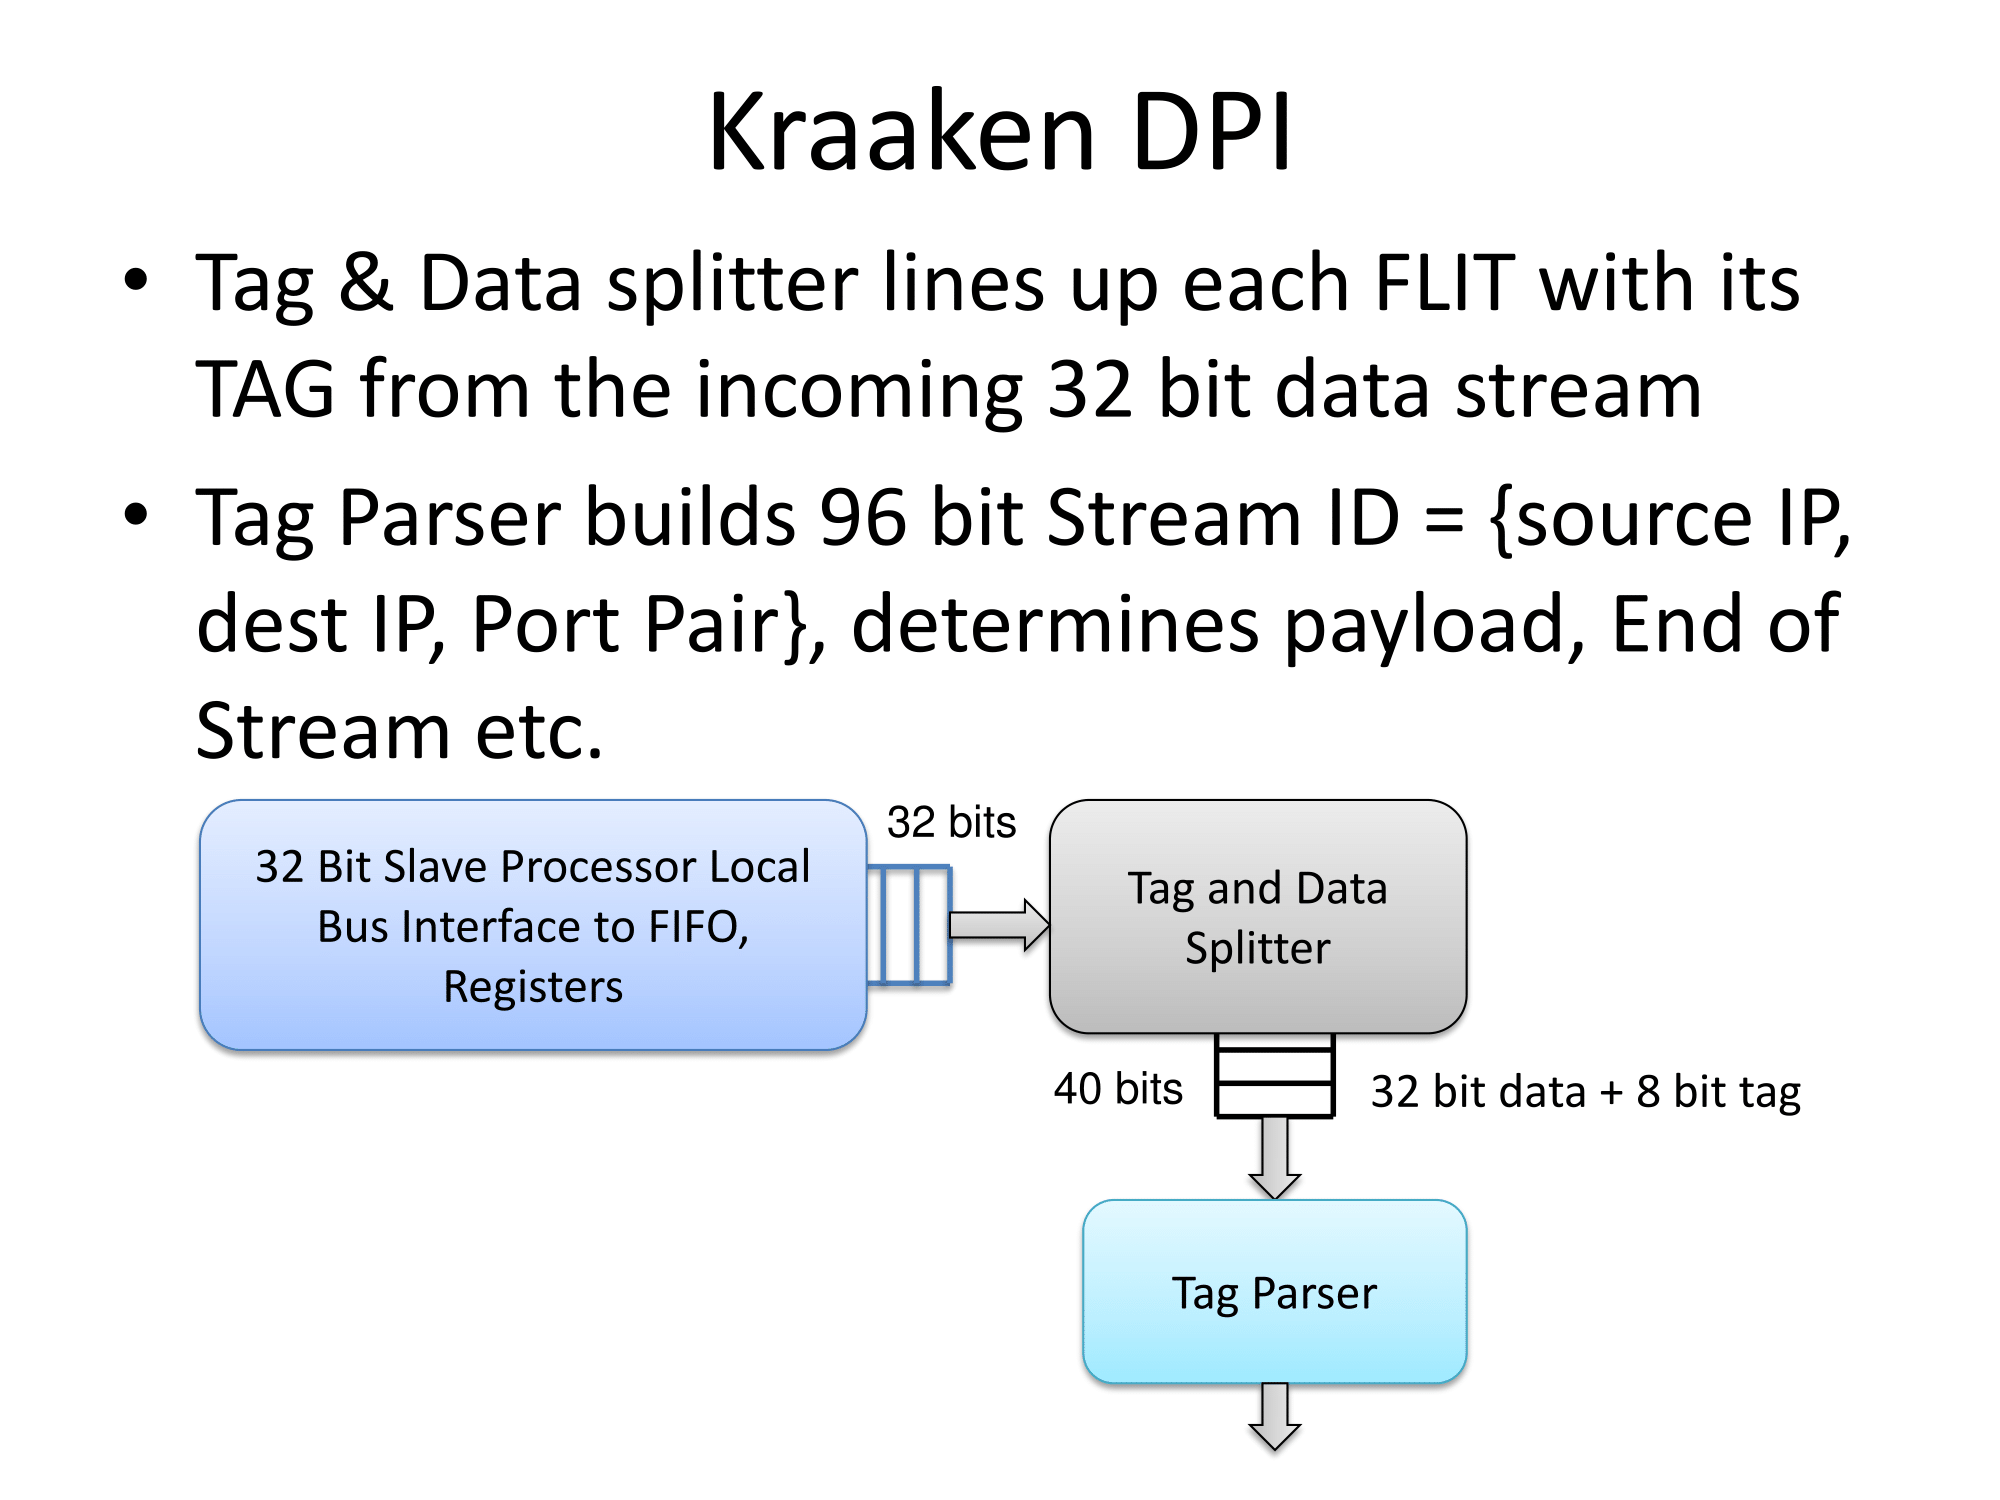 Kraaken DPI
• Tag & Data splitter lines up each FLIT with its
TAG from the incoming 32 bit data stream
• Tag Parser builds 96 bit Stream ID = {source IP,
dest IP, Port Pair}, determines payload, End of
Stream etc.
32 Bit Slave Processor Local
Bus Interface to FIFO,
Registers
32 bits
Tag and Data
Splitter
40 bits
32 bit data + 8 bit tag
Tag Parser